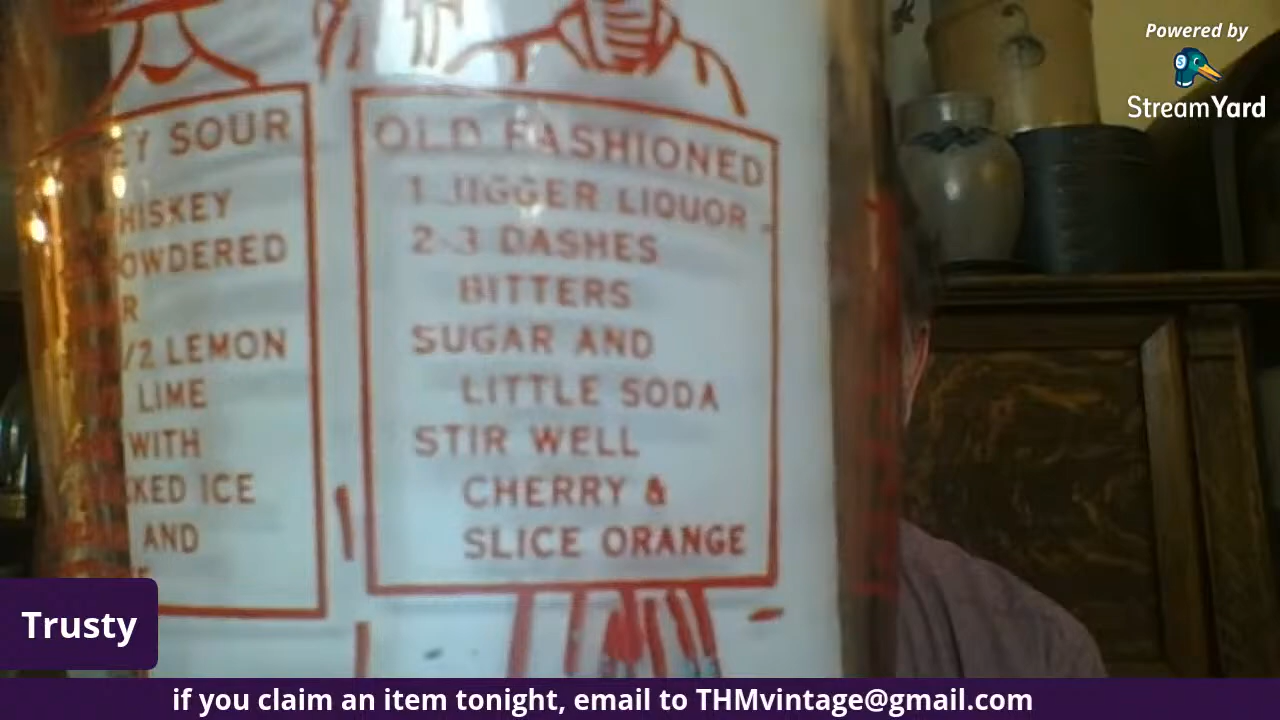 Powered by
StreamYard
EY SOUR
HISKEY
OWDERED
R
/2 LEMON
LIME
WITH
CKED ICE
AND
OLD FASHIONED
1 JIGGER LIQUOR -
2-3 DASHES
BITTERS
SUGAR AND
LITTLE SODA
STIR WELL
CHERRY &
SLICE ORANGE
Trusty
if you claim an item tonight, email to THMvintage@gmail.com